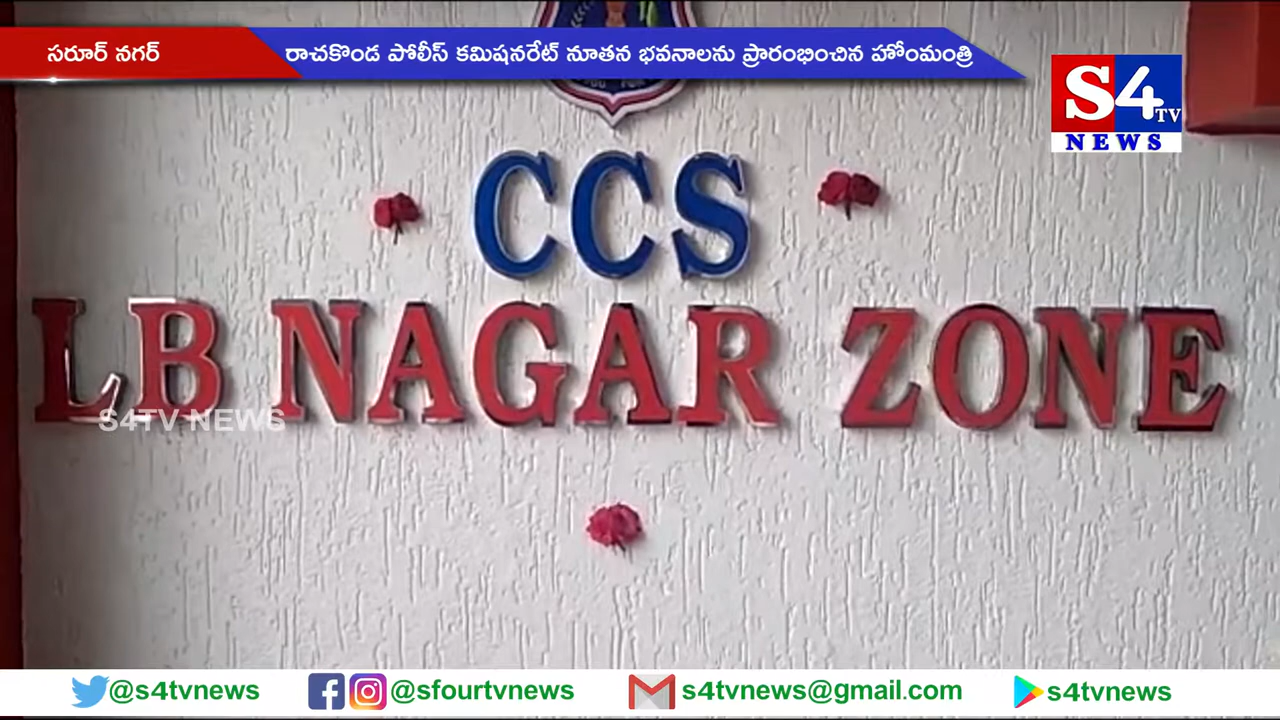 సరూర్ నగర్
రాచకొండ పోలీస్ కమిషనరేట్ నూతన భవనాలను ప్రారంభించిన హోంమంత్రి
S4 TV
NEWS
CCS
LB NAGAR ZONE
S4TV NEWS
@s4tvnews @sfourtvnews s4tvnews@gmail.com s4tvnews